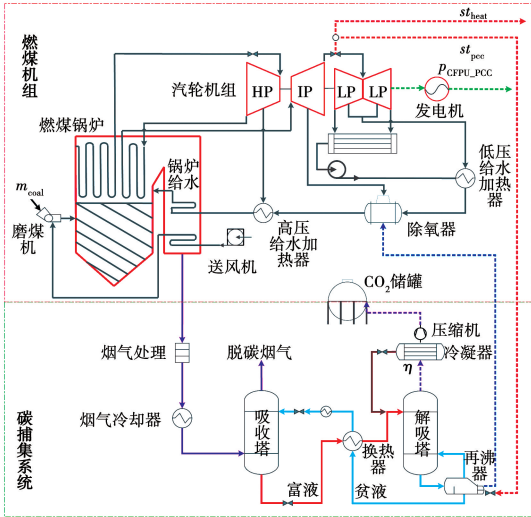 st_heat
st_pcc
p_CFPU_PCC
燃煤机组
汽轮机组
HP
IP
LP
LP
发电机
燃煤锅炉
锅炉
给水
低压
给水
加热
器
m_coal
磨煤
机
送风机
高压
给水加
热器
除氧器
CO₂储罐
压缩机
冷凝器
η
烟气处理
脱碳烟气
碳捕集系统
烟气冷却器
吸收塔
换热
器
解吸塔
再沸
器
富液
贫液